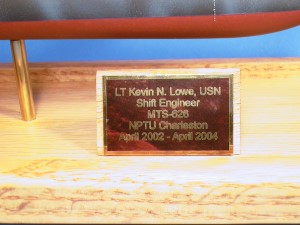 LT Kevin N. Lowe, USN
Shift Engineer
MTS-626
NPTU Charleston
April 2002 - April 2004